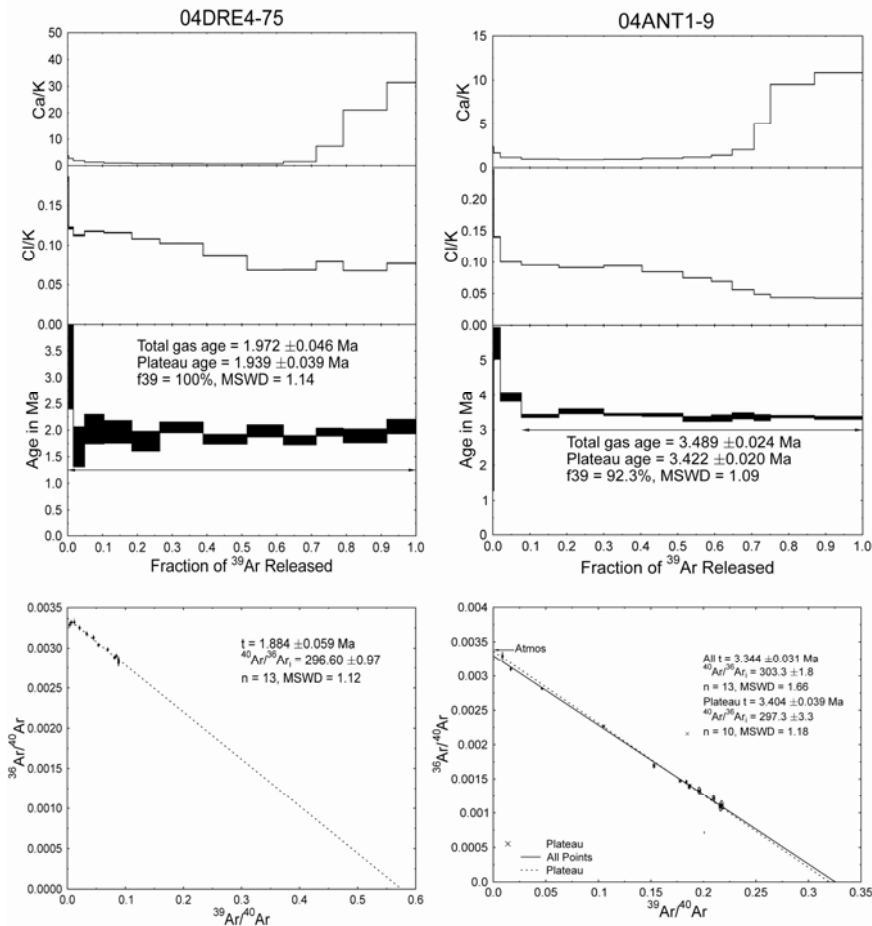 04DRE4-75
50
40
30
20
10
0
Ca/K
0.15
0.10
0.05
0.00
Cl/K
3.5
3.0
2.5
2.0
1.5
1.0
0.5
0.0
Age in Ma
Total gas age = 1.972 ±0.046 Ma
Plateau age = 1.939 ±0.039 Ma
f39 = 100%, MSWD = 1.14
0.0 0.1 0.2 0.3 0.4 0.5 0.6 0.7 0.8 0.9 1.0
Fraction of ³⁹Ar Released
04ANT1-9
15
10
5
0
Ca/K
0.20
0.15
0.10
0.05
0.00
Cl/K
5
4
3
2
1
0
Age in Ma
Total gas age = 3.489 ±0.024 Ma
Plateau age = 3.422 ±0.020 Ma
f39 = 92.3%, MSWD = 1.09
0.0 0.1 0.2 0.3 0.4 0.5 0.6 0.7 0.8 0.9 1.0
Fraction of ³⁹Ar Released
0.0035
0.0030
0.0025
0.0020
0.0015
0.0010
0.0005
0.0000
³⁶Ar/⁴⁰Ar
t = 1.884 ±0.059 Ma
⁴⁰Ar/³⁶Arᵢ = 296.60 ±0.97
n = 13, MSWD = 1.12
0.0 0.1 0.2 0.3 0.4 0.5 0.6 0.7
³⁹Ar/⁴⁰Ar
0.004
0.0035
0.003
0.0025
0.002
0.0015
0.001
0.0005
0.0
³⁶Ar/⁴⁰Ar
Atmos
All t = 3.344 ±0.031 Ma
⁴⁰Ar/³⁶Arᵢ = 303.3 ±1.8
n = 13, MSWD = 1.66
Plateau t = 3.404 ±0.039 Ma
⁴⁰Ar/³⁶Arᵢ = 297.3 ±3.3
n = 10, MSWD = 1.18
× Plateau
All Points
Plateau
0.0 0.05 0.1 0.15 0.2 0.25 0.3 0.35
³⁹Ar/⁴⁰Ar